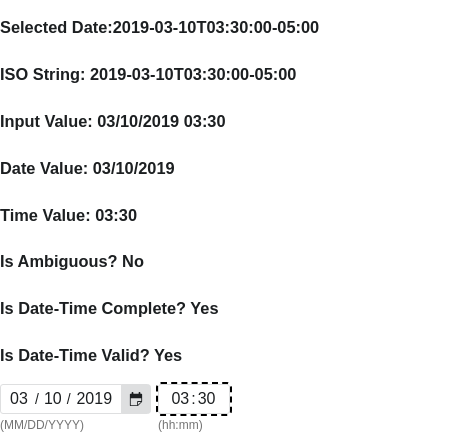 Selected Date:2019-03-10T03:30:00-05:00
ISO String: 2019-03-10T03:30:00-05:00
Input Value: 03/10/2019 03:30
Date Value: 03/10/2019
Time Value: 03:30
Is Ambiguous? No
Is Date-Time Complete? Yes
Is Date-Time Valid? Yes
03 / 10 / 2019 03:30
(MM/DD/YYYY) (hh:mm)